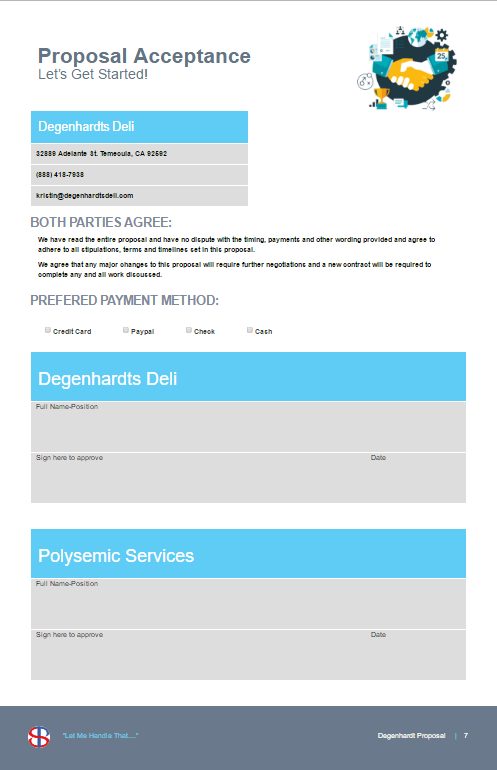 Proposal Acceptance
Let's Get Started!
25
Degenhardts Deli
32889 Adelante St. Temecula, CA 92592
(888) 418-7938
kristin@degenhardtsdeli.com
BOTH PARTIES AGREE:
We have read the entire proposal and have no dispute with the timing, payments and other wording provided and agree to
adhere to all stipulations, terms and timelines set in this proposal.
We agree that any major changes to this proposal will require further negotiations and a new contract will be required to
complete any and all work discussed.
PREFERED PAYMENT METHOD:
Credit Card Paypal Check Cash
Degenhardts Deli
Full Name-Position
Sign here to approve Date
Polysemic Services
Full Name-Position
Sign here to approve Date
"Let Me Handle That...." Degenhardt Proposal | 7